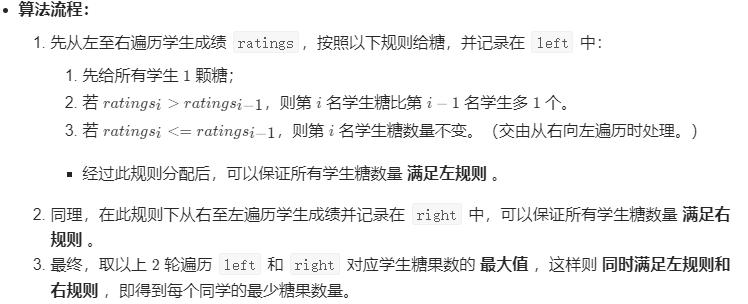 • 算法流程：
1. 先从左至右遍历学生成绩 ratings ，按照以下规则给糖，并记录在 left 中：
1. 先给所有学生 1 颗糖；
2. 若 ratingsi > ratingsi−1，则第 i 名学生糖比第 i − 1 名学生多 1 个。
3. 若 ratingsi <= ratingsi−1，则第 i 名学生糖数量不变。（交由从右向左遍历时处理。）
▪ 经过此规则分配后，可以保证所有学生糖数量 满足左规则 。
2. 同理，在此规则下从右至左遍历学生成绩并记录在 right 中，可以保证所有学生糖数量 满足右
规则 。
3. 最终，取以上 2 轮遍历 left 和 right 对应学生糖果数的 最大值 ，这样则 同时满足左规则和
右规则 ，即得到每个同学的最少糖果数量。